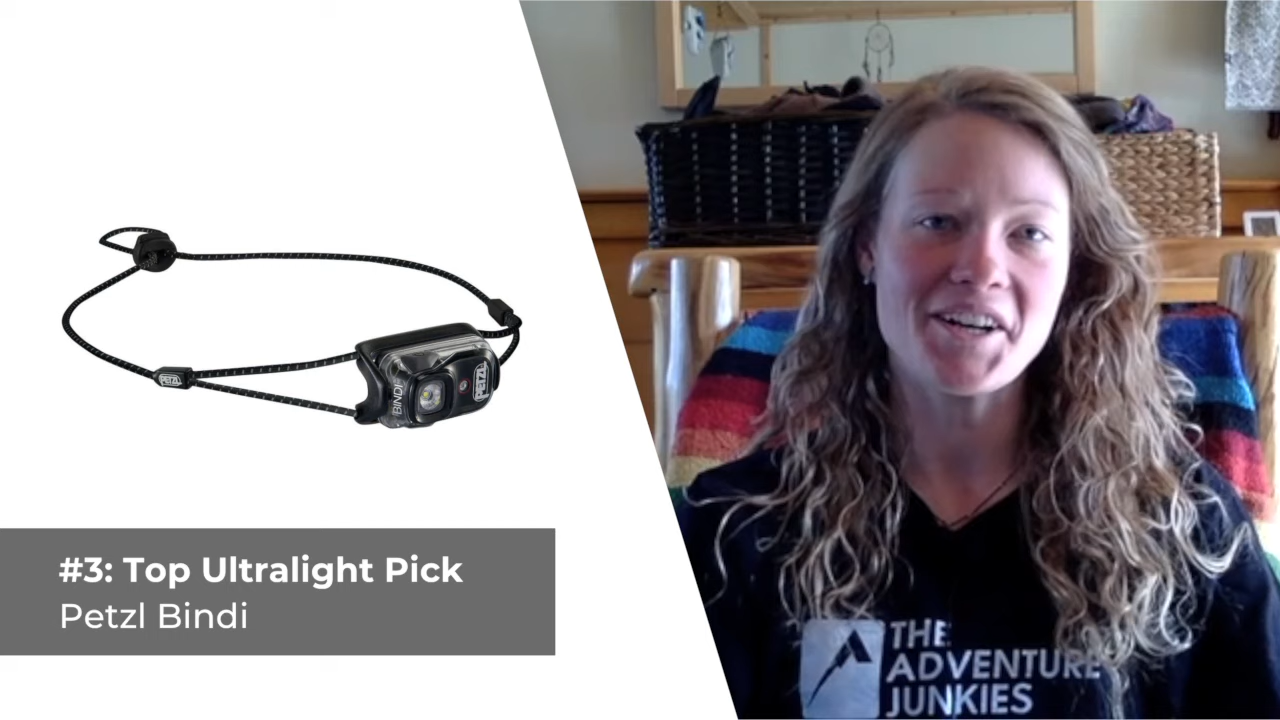 #3: Top Ultralight Pick
Petzl Bindi
PETZL
BINDI
PETZL
THE
ADVENTURE
JUNKIES